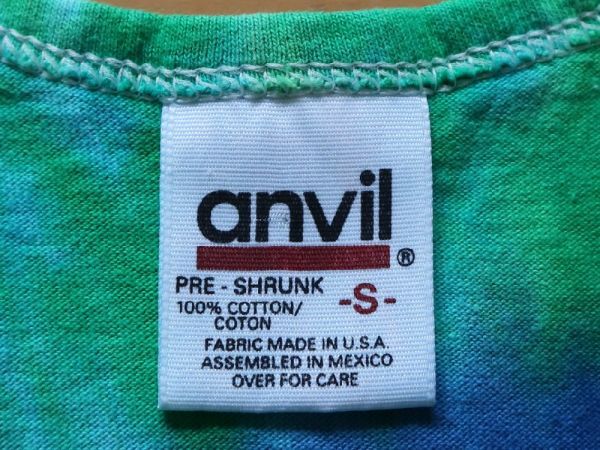 anvil
®
PRE - SHRUNK
100% COTTON/
COTON
-S-
FABRIC MADE IN U.S.A.
ASSEMBLED IN MEXICO
OVER FOR CARE